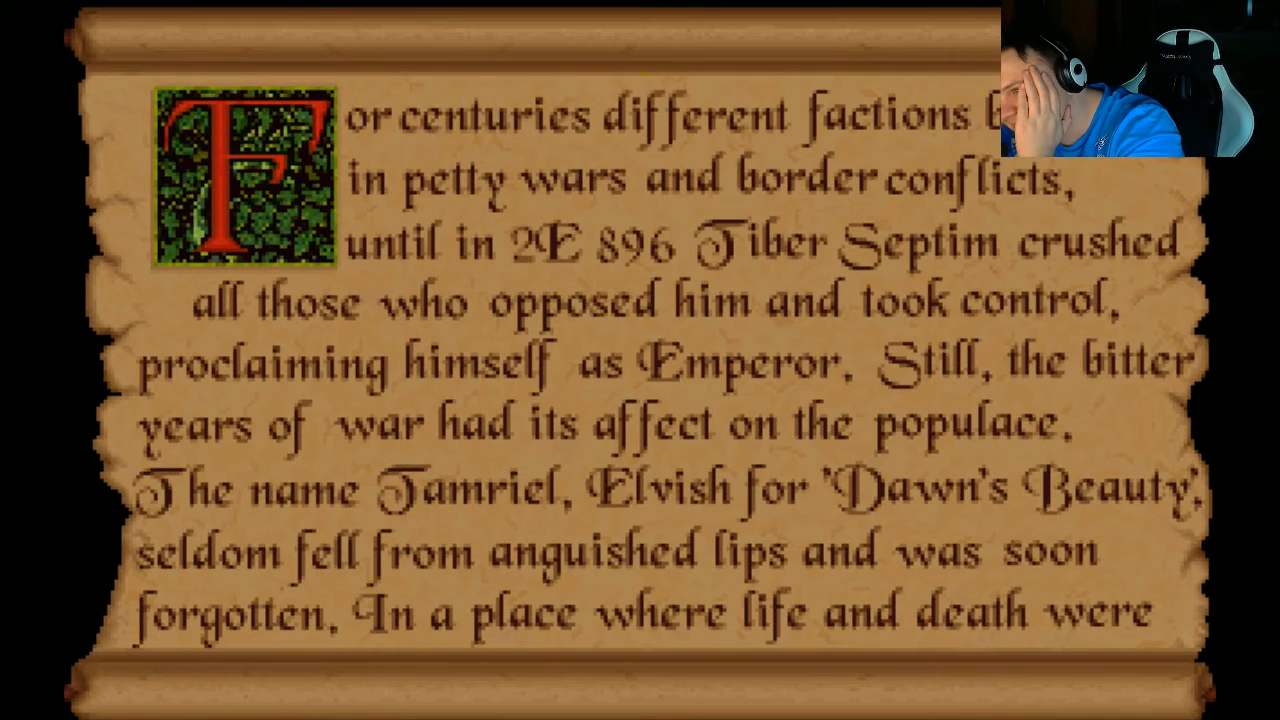 For centuries different factions
in petty wars and border conflicts,
until in 2E 896 Tiber Septim crushed
all those who opposed him and took control,
proclaiming himself as Emperor. Still, the bitter
years of war had its affect on the populace.
The name Tamriel, Elvish for 'Dawn's Beauty',
seldom fell from anguished lips and was soon
forgotten. In a place where life and death were